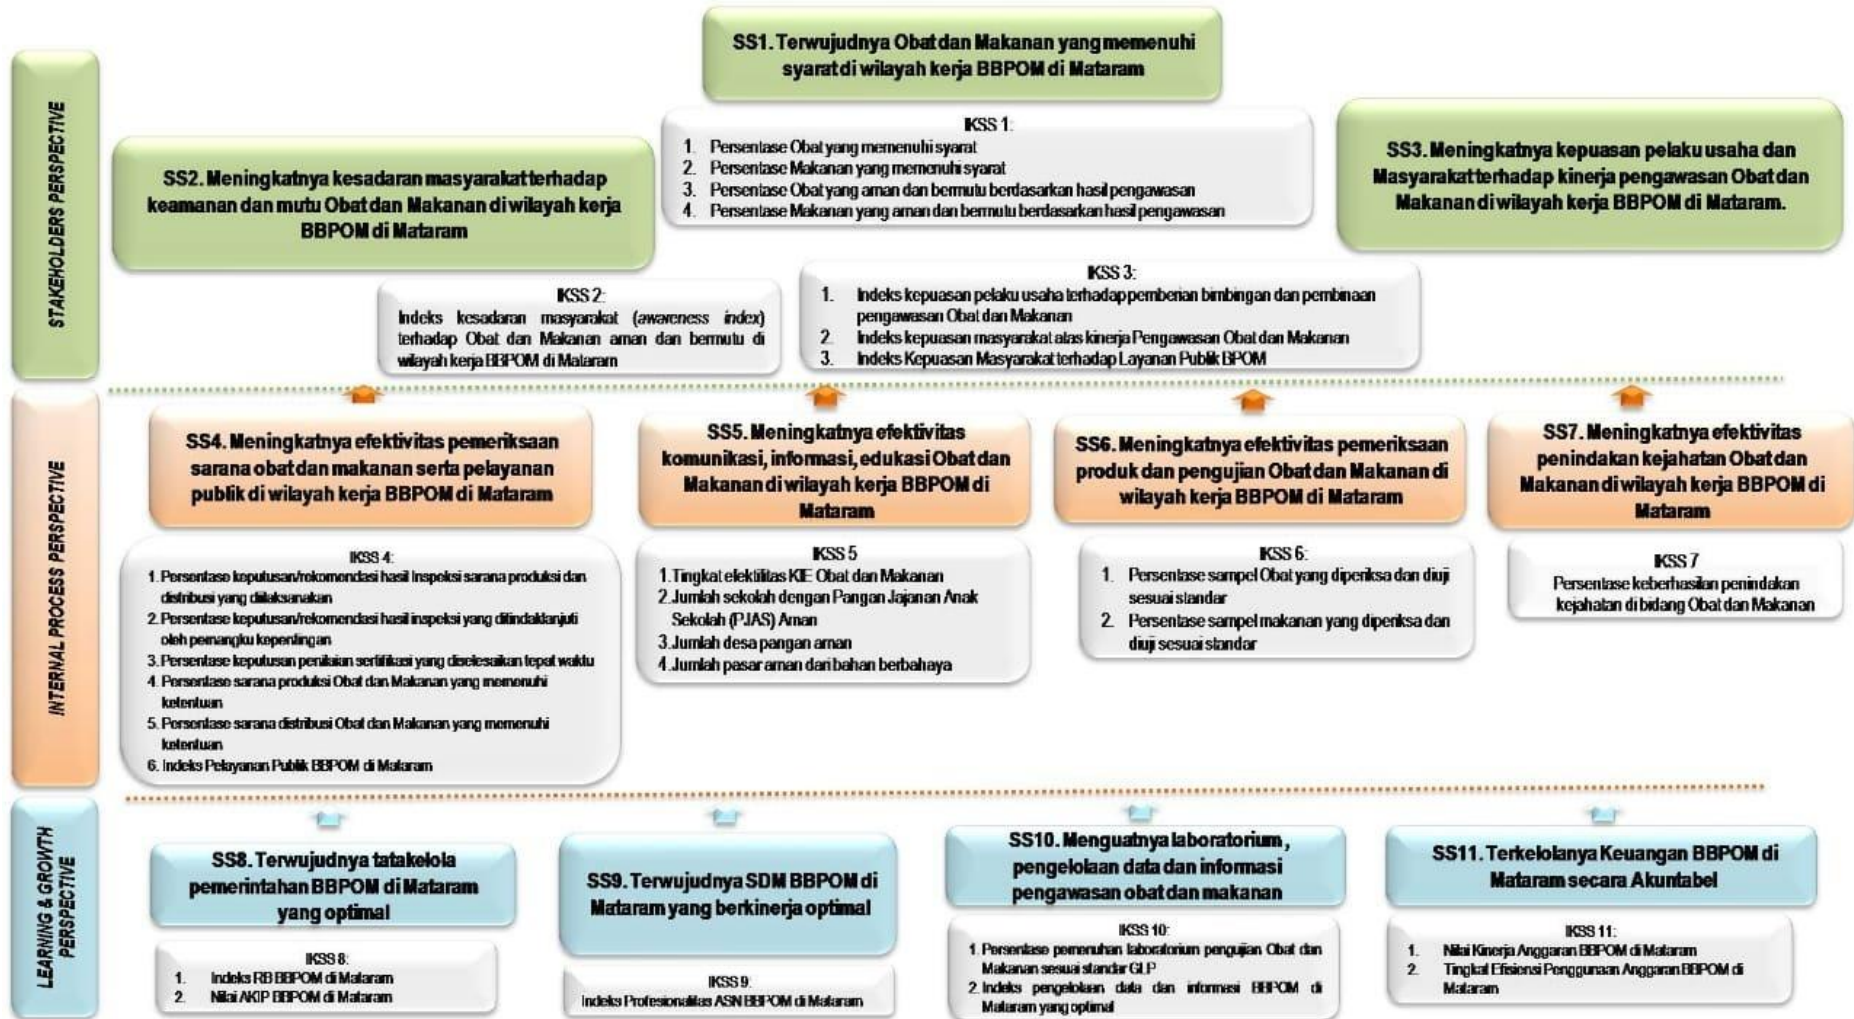 STAKEHOLDERS PERSPECTIVE
SS1. Terwujudnya Obat dan Makanan yang memenuhi
syarat di wilayah kerja BBPOM di Mataram
IKSS 1:
1. Persentase Obat yang memenuhi syarat
2. Persentase Makanan yang memenuhi syarat
3. Persentase Obat yang aman dan bermutu berdasarkan hasil pengawasan
4. Persentase Makanan yang aman dan bermutu berdasarkan hasil pengawasan
SS2. Meningkatnya kesadaran masyarakat terhadap
keamanan dan mutu Obat dan Makanan di wilayah kerja
BBPOM di Mataram
SS3. Meningkatnya kepuasan pelaku usaha dan
Masyarakat terhadap kinerja pengawasan Obat dan
Makanan di wilayah kerja BBPOM di Mataram.
IKSS 2:
Indeks kesadaran masyarakat (awareness index)
terhadap Obat dan Makanan aman dan bermutu di
wilayah kerja BBPOM di Mataram
IKSS 3:
1. Indeks kepuasan pelaku usaha terhadap pemberian bimbingan dan pembinaan
pengawasan Obat dan Makanan
2. Indeks kepuasan masyarakat atas kinerja Pengawasan Obat dan Makanan
3. Indeks Kepuasan Masyarakat terhadap Layanan Publik BPOM
INTERNAL PROCESS PERSPECTIVE
SS4. Meningkatnya efektivitas pemeriksaan
sarana obat dan makanan serta pelayanan
publik di wilayah kerja BBPOM di Mataram
IKSS 4:
1. Persentase keputusan/rekomendasi hasil Inspeksi sarana produksi dan
distribusi yang dilaksanakan
2. Persentase keputusan/rekomendasi hasil inspeksi yang ditindaklanjuti
oleh pemangku kepentingan
3. Persentase keputusan penilaian sertifikasi yang diselesaikan tepat waktu
4. Persentase sarana produksi Obat dan Makanan yang memenuhi
ketentuan
5. Persentase sarana distribusi Obat dan Makanan yang memenuhi
ketentuan
6. Indeks Pelayanan Publik BBPOM di Mataram
SS5. Meningkatnya efektivitas
komunikasi, informasi, edukasi Obat dan
Makanan di wilayah kerja BBPOM di
Mataram
IKSS 5
1. Tingkat efektifitas KIE Obat dan Makanan
2. Jumlah sekolah dengan Pangan Jajanan Anak
Sekolah (PJAS) Aman
3. Jumlah desa pangan aman
4. Jumlah pasar aman dari bahan berbahaya
SS6. Meningkatnya efektivitas pemeriksaan
produk dan pengujian Obat dan Makanan di
wilayah kerja BBPOM di Mataram
IKSS 6:
1. Persentase sampel Obat yang diperiksa dan diuji
sesuai standar
2. Persentase sampel makanan yang diperiksa dan
diuji sesuai standar
SS7. Meningkatnya efektivitas
penindakan kejahatan Obat dan
Makanan di wilayah kerja BBPOM di
Mataram
IKSS 7
Persentase keberhasilan penindakan
kejahatan di bidang Obat dan Makanan
LEARNING & GROWTH
PERSPECTIVE
SS8. Terwujudnya tatakelola
pemerintahan BBPOM di Mataram
yang optimal
IKSS 8:
1. Indeks RB BBPOM di Mataram
2. Nilai AKIP BBPOM di Mataram
SS9. Terwujudnya SDM BBPOM di
Mataram yang berkinerja optimal
IKSS 9:
Indeks Profesionalitas ASN BBPOM di Mataram
SS10. Menguatnya laboratorium,
pengelolaan data dan informasi
pengawasan obat dan makanan
IKSS 10:
1. Persentase pemenuhan laboratorium pengujian Obat dan
Makanan sesuai standar GLP
2. Indeks pengelolaan data dan informasi BBPOM di
Mataram yang optimal
SS11. Terkelolanya Keuangan BBPOM di
Mataram secara Akuntabel
IKSS 11:
1. Nilai Kinerja Anggaran BBPOM di Mataram
2. Tingkat Efisiensi Penggunaan Anggaran BBPOM di
Mataram